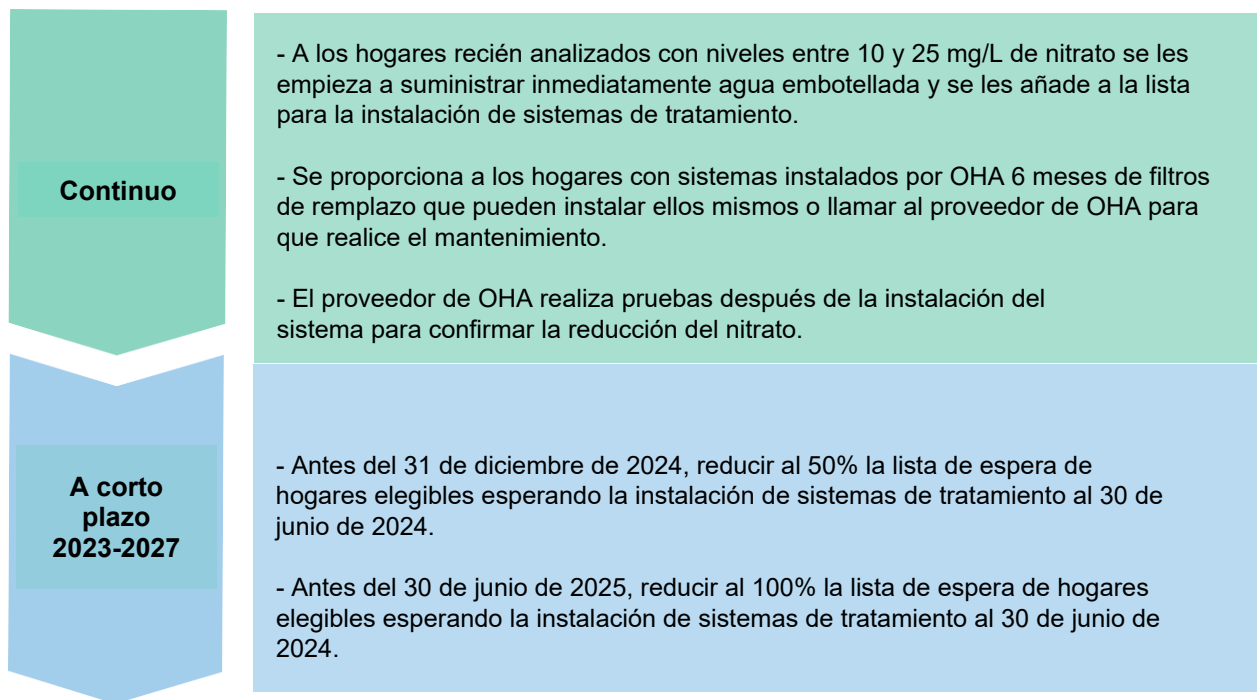 Continuo
- A los hogares recién analizados con niveles entre 10 y 25 mg/L de nitrato se les
empieza a suministrar inmediatamente agua embotellada y se les añade a la lista
para la instalación de sistemas de tratamiento.
- Se proporciona a los hogares con sistemas instalados por OHA 6 meses de filtros
de remplazo que pueden instalar ellos mismos o llamar al proveedor de OHA para
que realice el mantenimiento.
- El proveedor de OHA realiza pruebas después de la instalación del
sistema para confirmar la reducción del nitrato.
A corto
plazo
2023-2027
- Antes del 31 de diciembre de 2024, reducir al 50% la lista de espera de
hogares elegibles esperando la instalación de sistemas de tratamiento al 30 de
junio de 2024.
- Antes del 30 de junio de 2025, reducir al 100% la lista de espera de hogares
elegibles esperando la instalación de sistemas de tratamiento al 30 de junio de
2024.